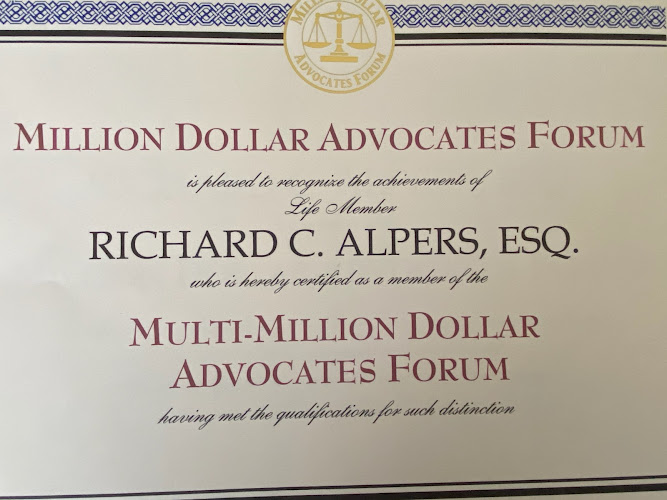 MILLION DOLLAR
ADVOCATES FORUM
MILLION DOLLAR ADVOCATES FORUM
is pleased to recognize the achievements of
Life Member
RICHARD C. ALPERS, ESQ.
who is hereby certified as a member of the
MULTI-MILLION DOLLAR
ADVOCATES FORUM
having met the qualifications for such distinction